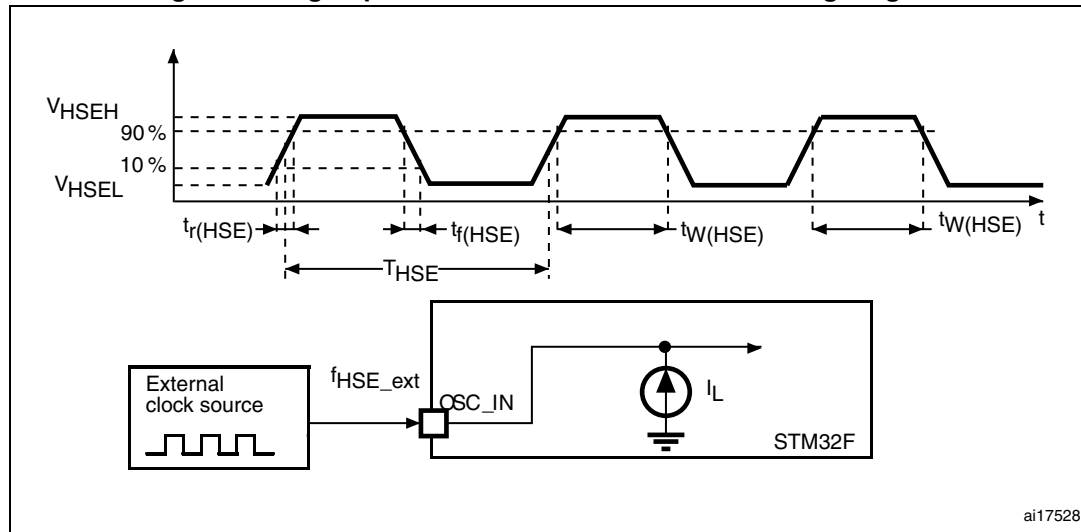 VHSEH
90 %
10 %
VHSEL
tr(HSE)
tf(HSE)
tW(HSE)
tW(HSE)
t
THSE
External
clock source
fHSE_ext
OSC_IN
IL
STM32F
ai17528